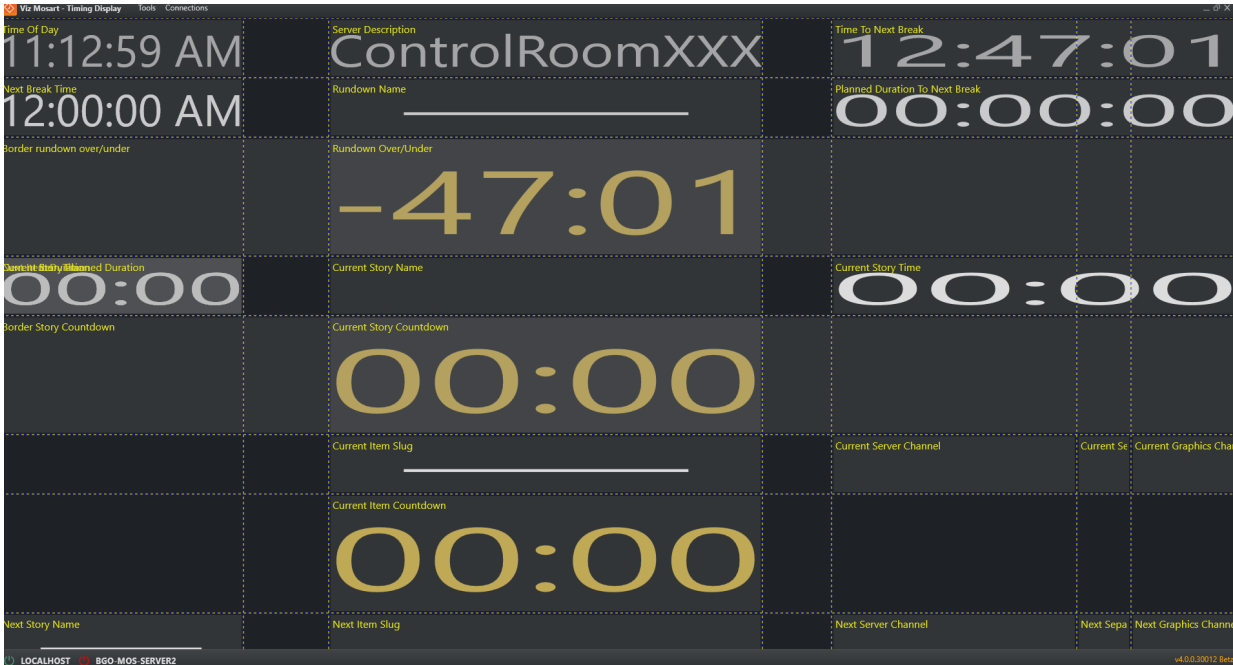 Viz Mosart - Timing Display Tools Connections
Time Of Day
11:12:59 AM
Server Description
ControlRoomXXX
Time To Next Break
12:47:01
Next Break Time
12:00:00 AM
Rundown Name
Planned Duration To Next Break
00:00:00
Border rundown over/under
Rundown Over/Under
-47:01
Planned Duration
00:00
Current Story Name
Current Story Time
00:00
Border Story Countdown
Current Story Countdown
00:00
Current Item Slug
Current Server Channel
Current Se
Current Graphics Cha
Current Item Countdown
00:00
Next Story Name
Next Item Slug
Next Server Channel
Next Sepa
Next Graphics Channe
LOCALHOST BGO-MOS-SERVER2
v4.0.0.30012 Beta